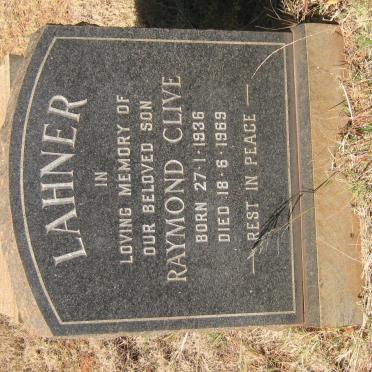 LAHNER
IN
LOVING MEMORY OF
OUR BELOVED SON
RAYMOND CLIVE
BORN 27·1·1936
DIED 18·6·1969
— REST IN PEACE —